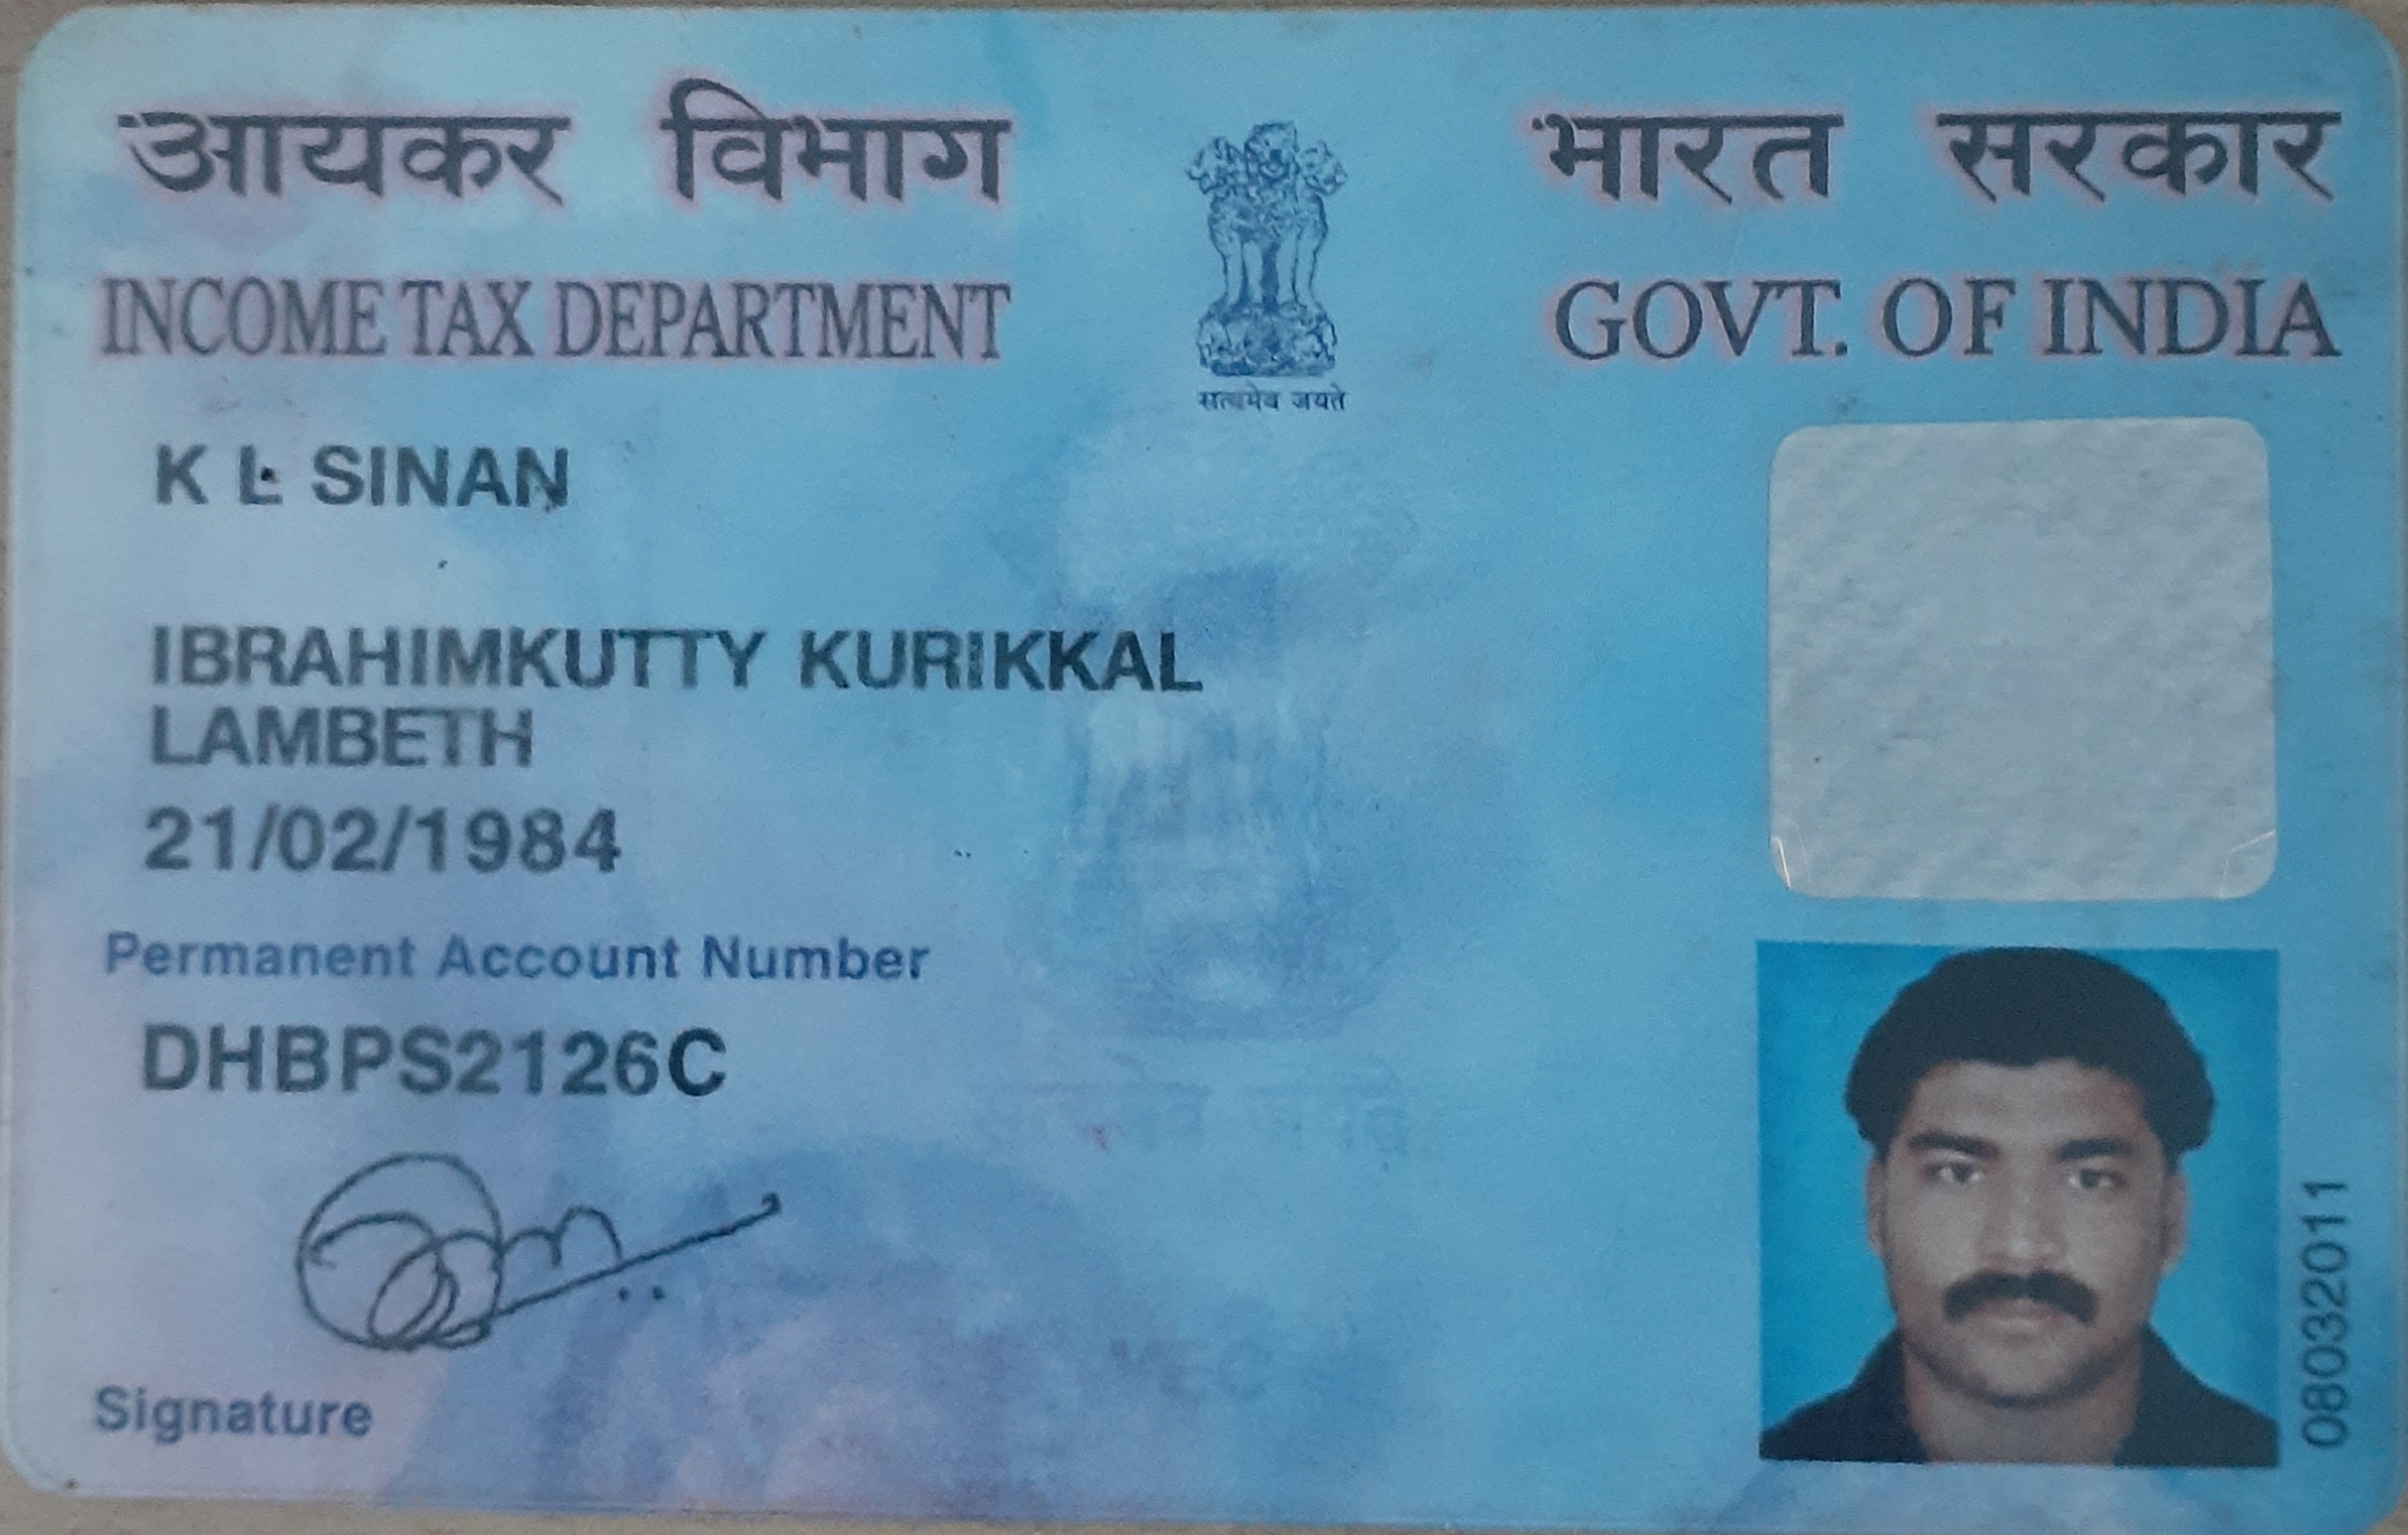 आयकर विभाग
INCOME TAX DEPARTMENT
सत्यमेव जयते
भारत सरकार
GOVT. OF INDIA
K L SINAN
IBRAHIMKUTTY KURIKKAL
LAMBETH
21/02/1984
Permanent Account Number
DHBPS2126C
Signature
08032011